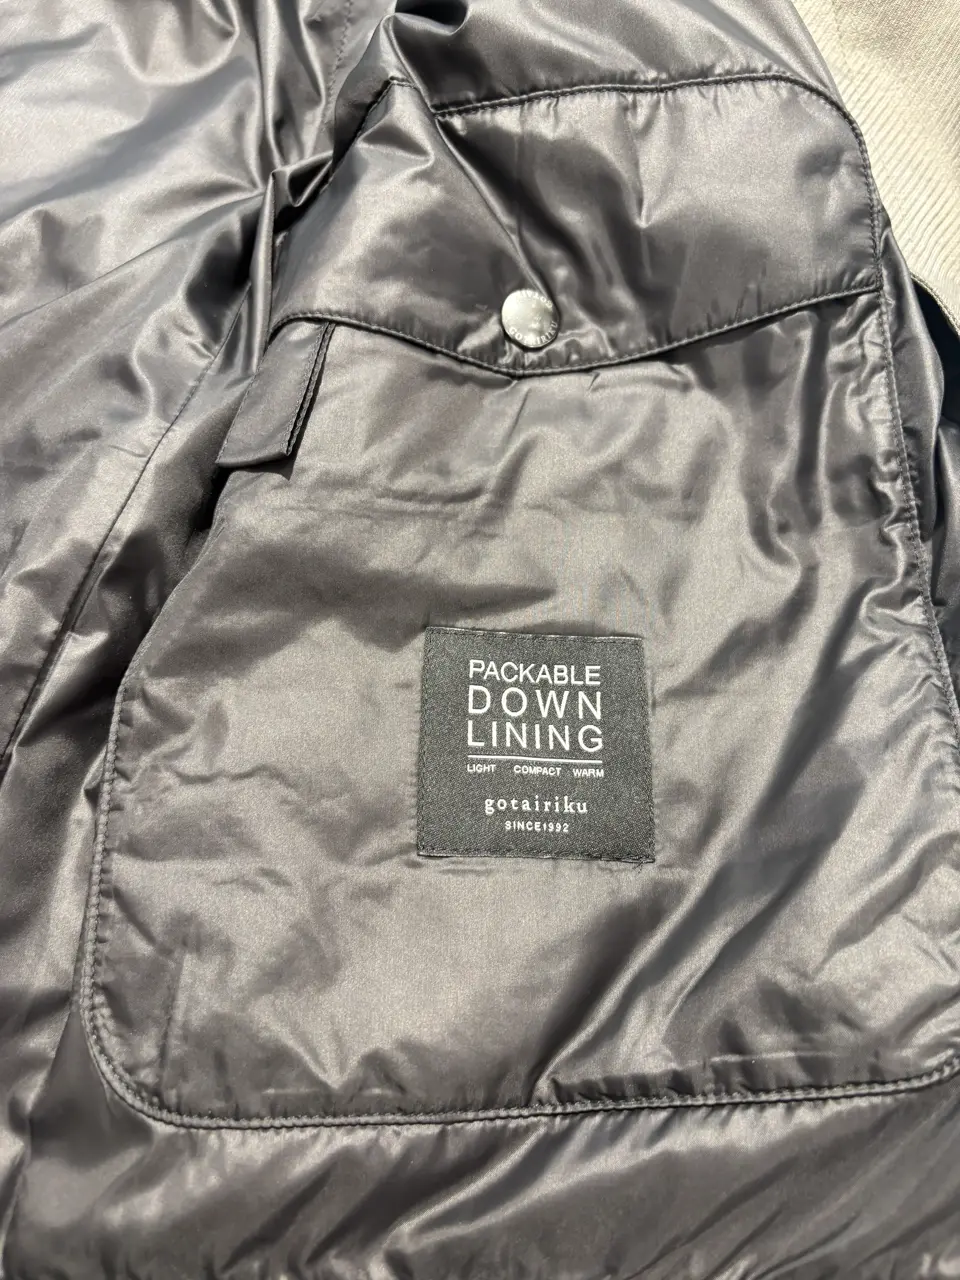 PACKABLE
DOWN
LINING
LIGHT COMPACT WARM
gotairiku
SINCE1992